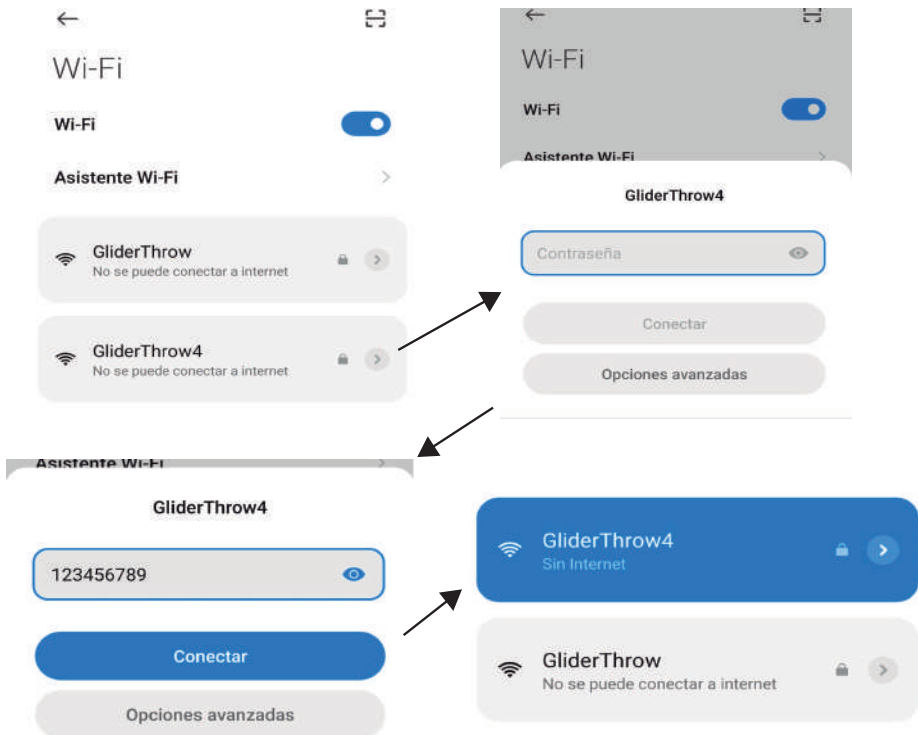 Wi-Fi
Wi-Fi
Asistente Wi-Fi
GliderThrow
No se puede conectar a internet
GliderThrow4
No se puede conectar a internet
Wi-Fi
Wi-Fi
Asistente Wi-Fi
GliderThrow4
Contraseña
Conectar
Opciones avanzadas
Asistente Wi-Fi
GliderThrow4
123456789
Conectar
Opciones avanzadas
GliderThrow4
Sin Internet
GliderThrow
No se puede conectar a internet